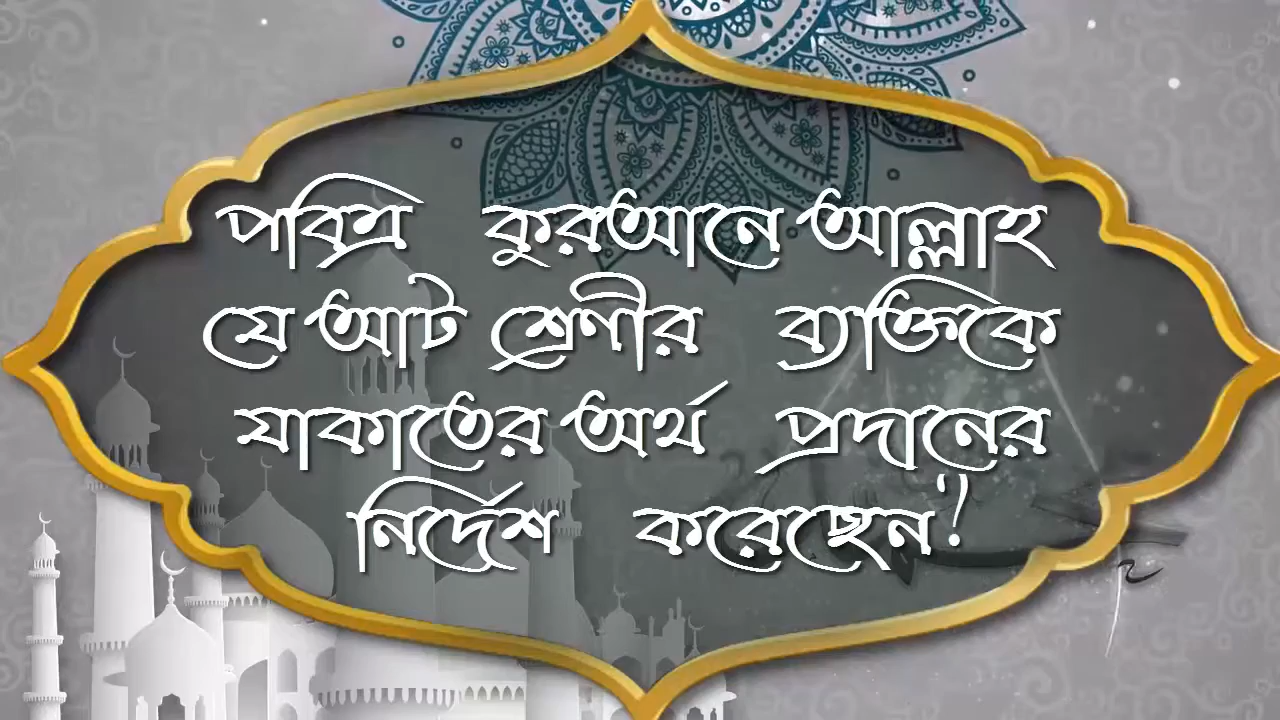 পবিত্র কুরআনে আল্লাহ
যে আট শ্রেণীর ব্যক্তিকে
যাকাতের অর্থ প্রদানের
নির্দেশ করেছেন?